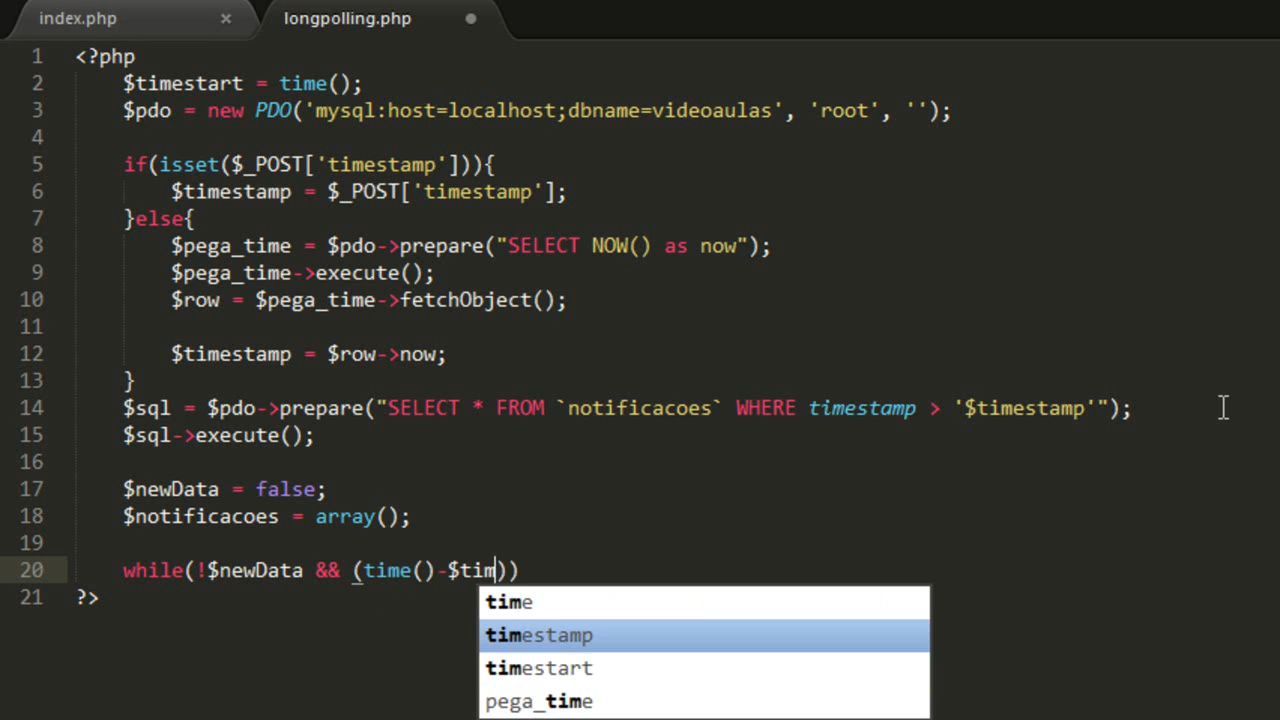 index.php × longpolling.php
1 <?php
2 $timestart = time();
3 $pdo = new PDO('mysql:host=localhost;dbname=videoaulas', 'root', '');
4
5 if(isset($_POST['timestamp'])){
6 $timestamp = $_POST['timestamp'];
7 }else{
8 $pega_time = $pdo->prepare("SELECT NOW() as now");
9 $pega_time->execute();
10 $row = $pega_time->fetchObject();
11
12 $timestamp = $row->now;
13 }
14 $sql = $pdo->prepare("SELECT * FROM `notificacoes` WHERE timestamp > '$timestamp'");
15 $sql->execute();
16
17 $newData = false;
18 $notificacoes = array();
19
20 while(!$newData && (time()-$tim))
21 ?>
time
timestamp
timestart
pega_time